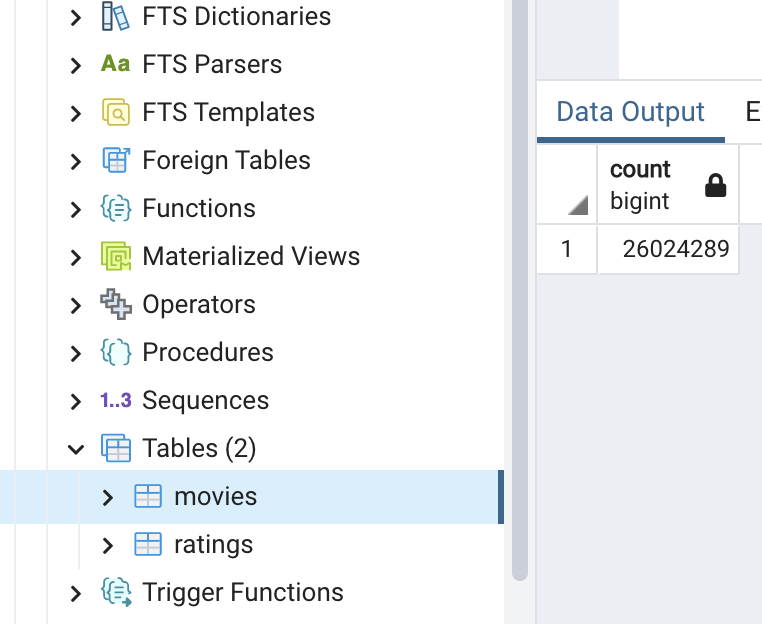 FTS Dictionaries
Aa FTS Parsers
FTS Templates
Foreign Tables
{≡} Functions
Materialized Views
Operators
{} Procedures
1..3 Sequences
Tables (2)
movies
ratings
Trigger Functions
Data Output E
count
bigint
1 26024289